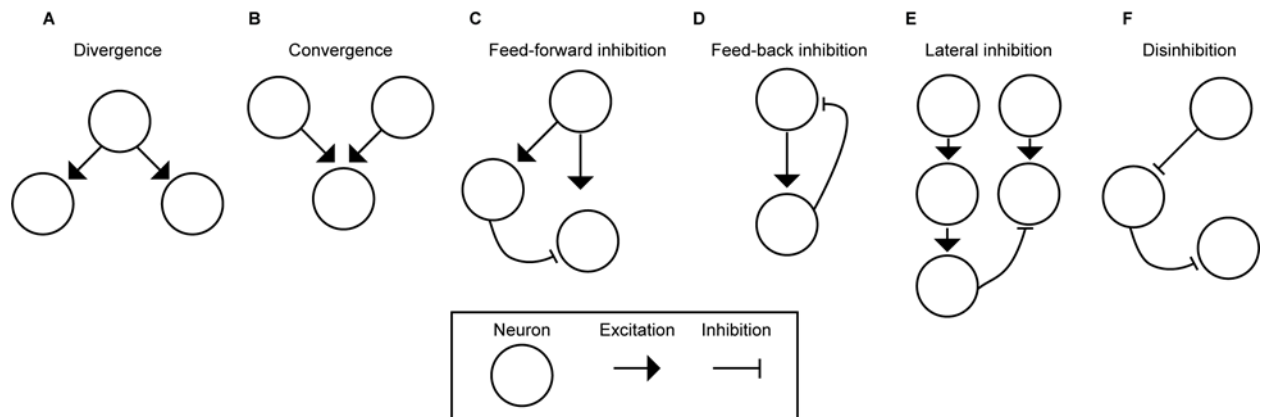 A
Divergence
B
Convergence
C
Feed-forward inhibition
D
Feed-back inhibition
E
Lateral inhibition
F
Disinhibition
Neuron
Excitation
Inhibition